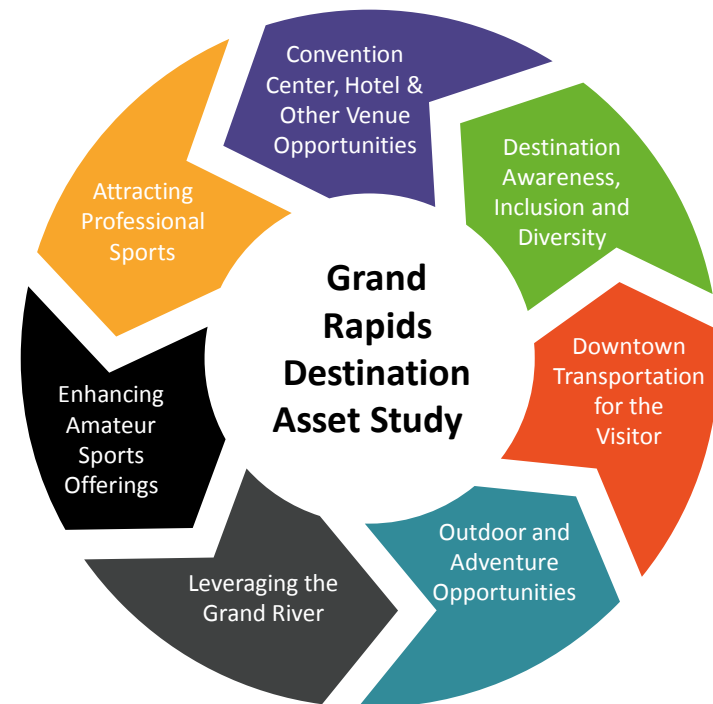 Convention
Center, Hotel &
Other Venue
Opportunities
Destination
Awareness,
Inclusion and
Diversity
Downtown
Transportation
for the
Visitor
Outdoor and
Adventure
Opportunities
Leveraging the
Grand River
Enhancing
Amateur
Sports
Offerings
Attracting
Professional
Sports
Grand
Rapids
Destination
Asset Study